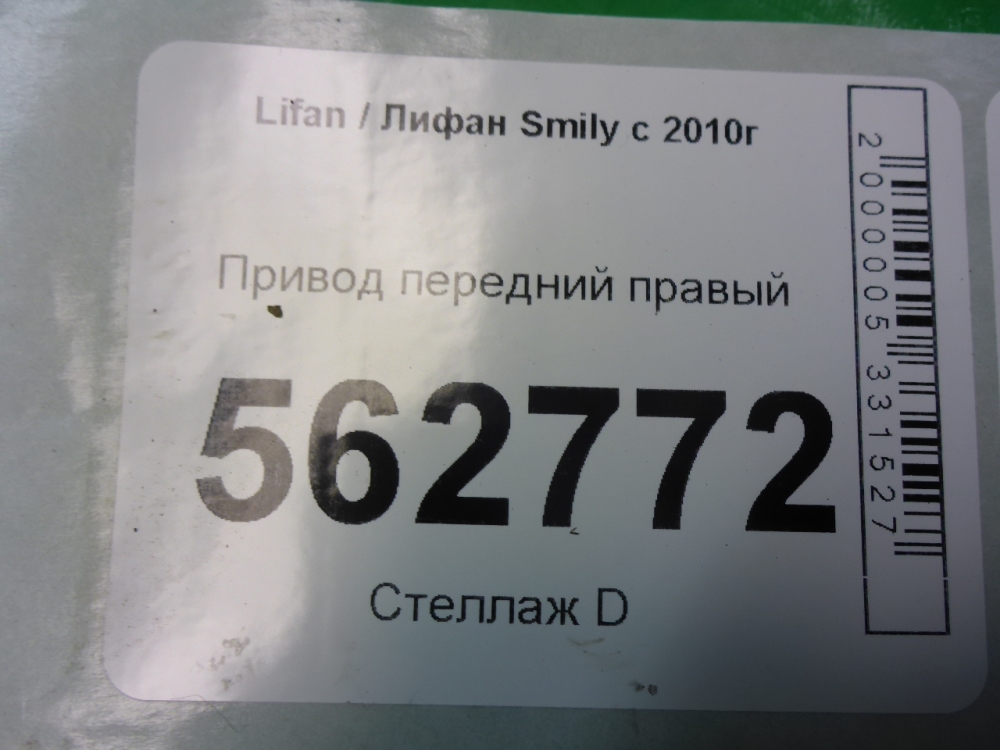 Lifan / Лифан Smily с 2010г
Привод передний правый
562772
Стеллаж D
2000005331527